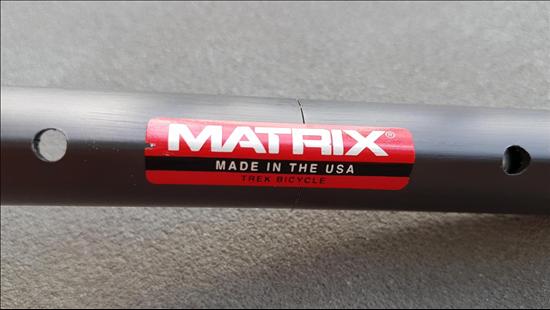 MATRIX®
MADE IN THE USA
TREK BICYCLE